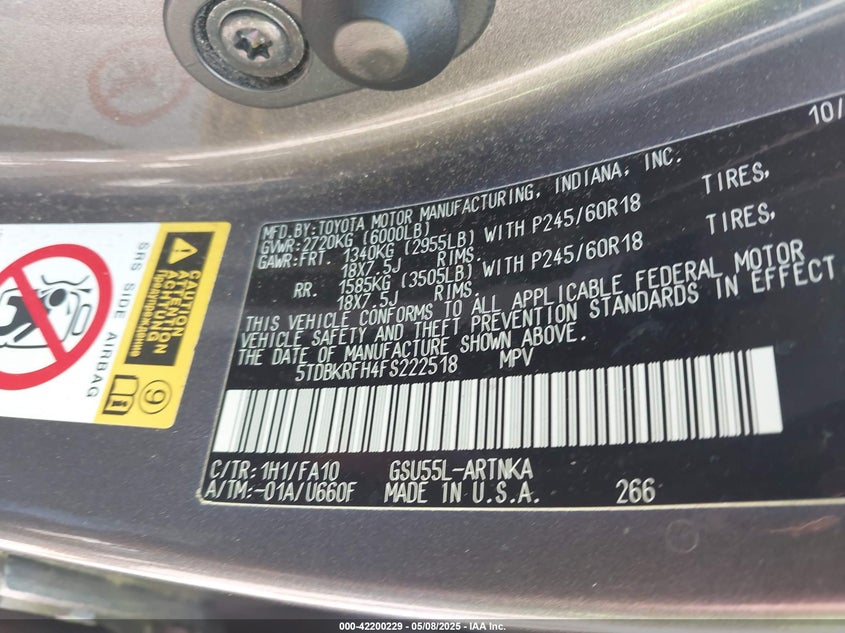 10/
MFD.BY:TOYOTA MOTOR MANUFACTURING, INDIANA, INC.
GVWR:2720KG (6000LB)
GAWR:FRT. 1340KG (2955LB) WITH P245/60R18 TIRES,
18X7.5J RIMS.
RR. 1585KG (3505LB) WITH P245/60R18 TIRES,
18X7.5J RIMS.
THIS VEHICLE CONFORMS TO ALL APPLICABLE FEDERAL MOTOR
VEHICLE SAFETY AND THEFT PREVENTION STANDARDS IN EFFECT
THE DATE OF MANUFACTURE SHOWN ABOVE.
5TDBKRFH4FS222518 MPV
C/TR:1H1/FA10 GSU55L-ARTNKA
A/TM:-01A/U660F MADE IN U.S.A. 266
SRS SIDE AIRBAG
CAUTION
ATTENTION
ACHTUNG
Предупреждение
9
000-42200229 — 05/08/2025 — IAA Inc.